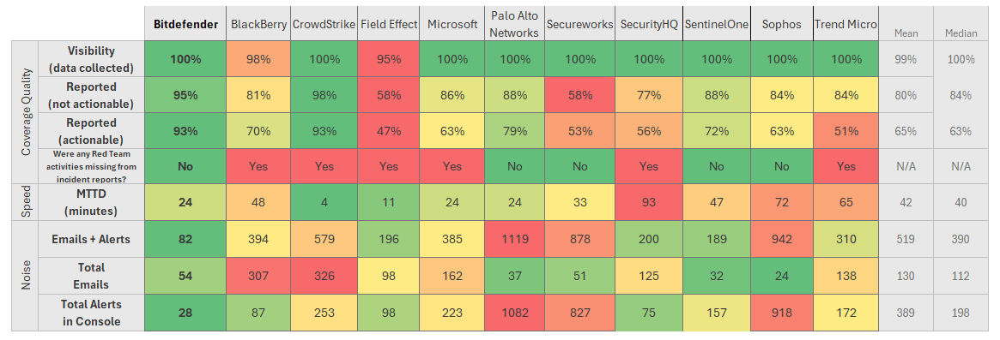 Bitdefender BlackBerry CrowdStrike Field Effect Microsoft Palo Alto Networks Secureworks SecurityHQ SentinelOne Sophos Trend Micro Mean Median
Coverage Quality
Visibility
(data collected) 100% 98% 100% 95% 100% 100% 100% 100% 100% 100% 100% 99% 100%
Reported
(not actionable) 95% 81% 98% 58% 86% 88% 58% 77% 88% 84% 84% 80% 84%
Reported
(actionable) 93% 70% 93% 47% 63% 79% 53% 56% 72% 63% 51% 65% 63%
Were any Red Team
activities missing from
incident reports? No Yes Yes Yes Yes No No Yes No No Yes N/A N/A
Speed
MTTD
(minutes) 24 48 4 11 24 24 33 93 47 72 65 42 40
Noise
Emails + Alerts 82 394 579 196 385 1119 878 200 189 942 310 519 390
Total
Emails 54 307 326 98 162 37 51 125 32 24 138 130 112
Total Alerts
in Console 28 87 253 98 223 1082 827 75 157 918 172 389 198